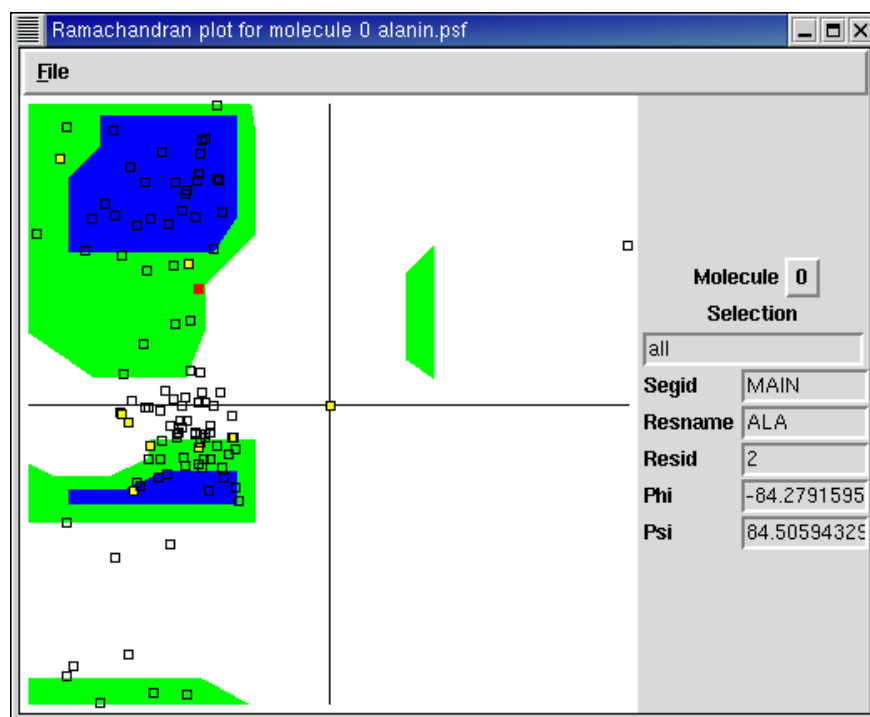 Ramachandran plot for molecule 0 alanin.psf
File
Molecule 0
Selection
all
Segid MAIN
Resname ALA
Resid 2
Phi -84.2791595
Psi 84.50594329